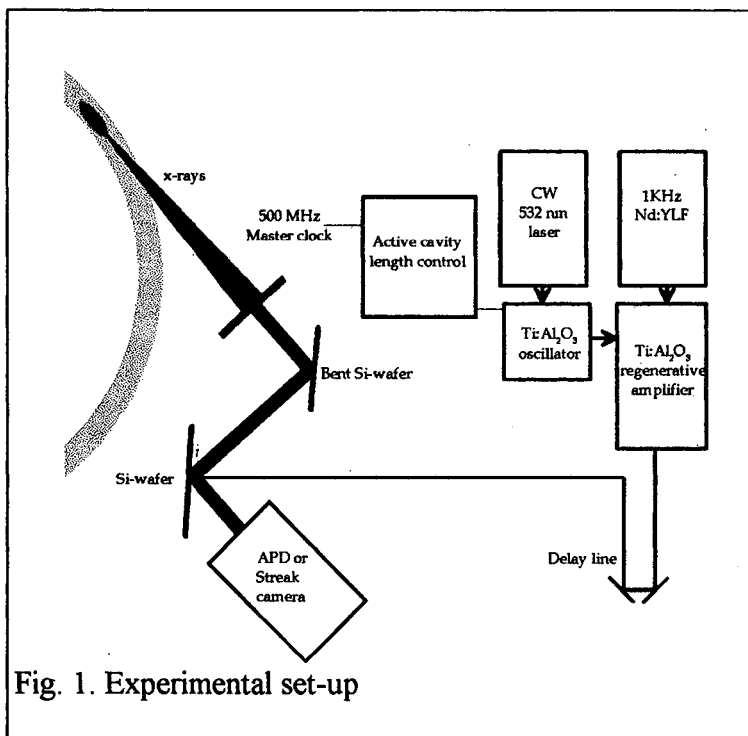 x-rays
500 MHz
Master clock
Active cavity
length control
CW
532 nm
laser
1KHz
Nd:YLF
Ti:Al₂O₃
oscillator
Ti:Al₂O₃
regenerative
amplifier
Bent Si-wafer
Si-wafer
APD or
Streak
camera
Delay line
Fig. 1. Experimental set-up